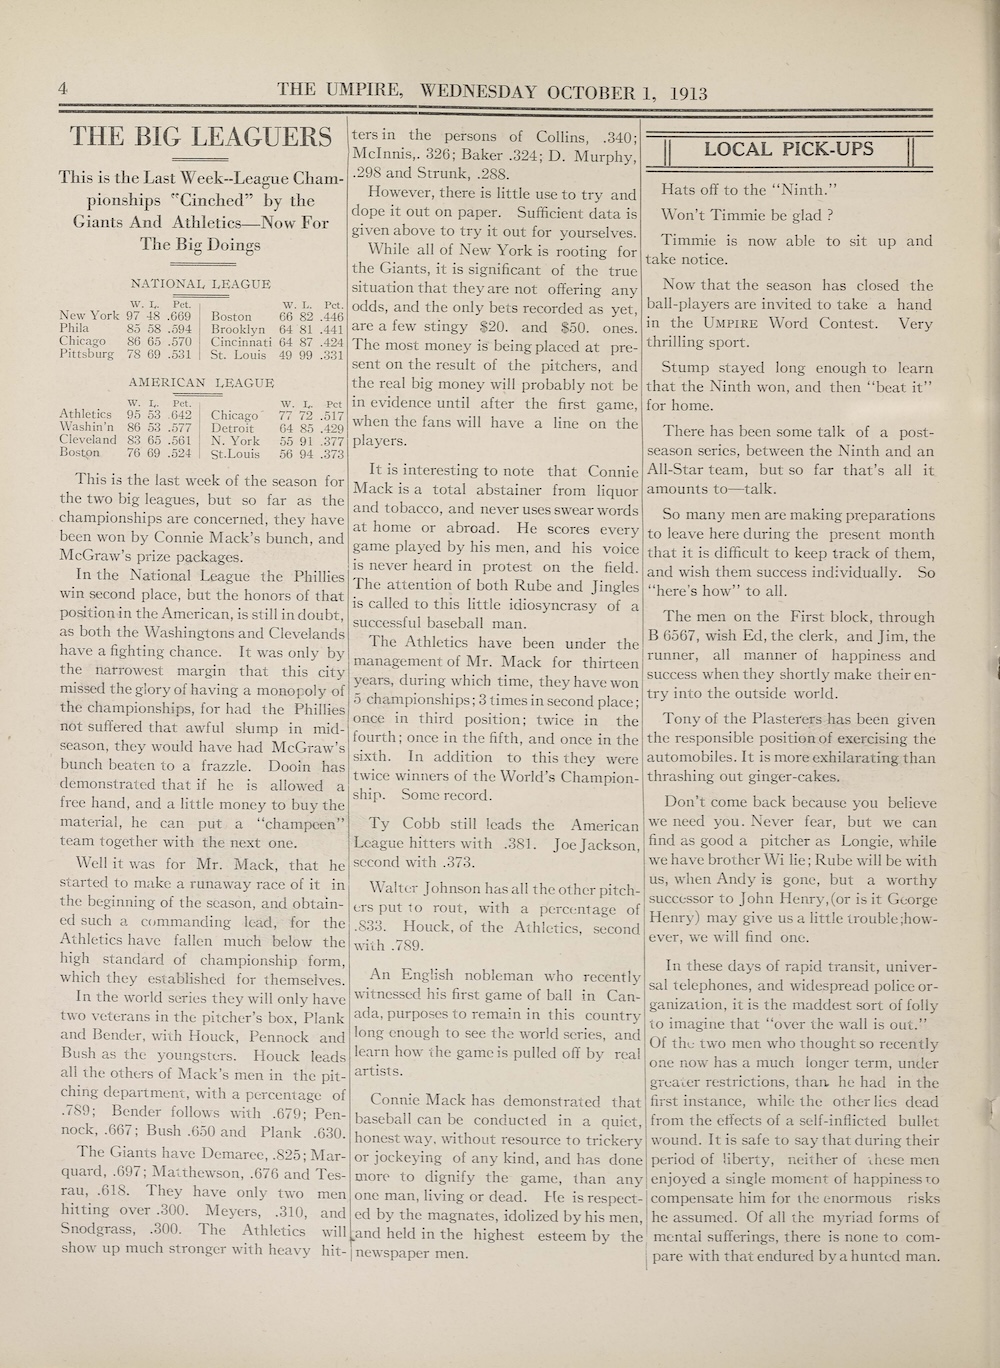 4
THE UMPIRE, WEDNESDAY OCTOBER 1, 1913
THE BIG LEAGUERS
This is the Last Week--League Cham-
pionships "Cinched" by the
Giants And Athletics—Now For
The Big Doings
NATIONAL LEAGUE
W. L. Pct. W. L. Pct.
New York 97 48 .669 Boston 66 82 .446
Phila 85 58 .594 Brooklyn 64 81 .441
Chicago 86 65 .570 Cincinnati 64 87 .424
Pittsburg 78 69 .531 St. Louis 49 99 .331
AMERICAN LEAGUE
W. L. Pct. W. L. Pct
Athletics 95 53 .642 Chicago 77 72 .517
Washin'n 86 53 .577 Detroit 64 85 .429
Cleveland 83 65 .561 N. York 55 91 .377
Boston 76 69 .524 St.Louis 56 94 .373
This is the last week of the season for
the two big leagues, but so far as the
championships are concerned, they have
been won by Connie Mack's bunch, and
McGraw's prize packages.
In the National League the Phillies
win second place, but the honors of that
position in the American, is still in doubt,
as both the Washingtons and Clevelands
have a fighting chance. It was only by
the narrowest margin that this city
missed the glory of having a monopoly of
the championships, for had the Phillies
not suffered that awful slump in mid-
season, they would have had McGraw's
bunch beaten to a frazzle. Dooin has
demonstrated that if he is allowed a
free hand, and a little money to buy the
material, he can put a "champeen"
team together with the next one.
Well it was for Mr. Mack, that he
started to make a runaway race of it in
the beginning of the season, and obtain-
ed such a commanding lead, for the
Athletics have fallen much below the
high standard of championship form,
which they established for themselves.
In the world series they will only have
two veterans in the pitcher's box, Plank
and Bender, with Houck, Pennock and
Bush as the youngsters. Houck leads
all the others of Mack's men in the pit-
ching department, with a percentage of
.789; Bender follows with .679; Pen-
nock, .667; Bush .650 and Plank .630.
The Giants have Demaree, .825; Mar-
quard, .697; Matthewson, .676 and Tes-
rau, .618. They have only two men
hitting over .300. Meyers, .310, and
Snodgrass, .300. The Athletics will
show up much stronger with heavy hit-
ters in the persons of Collins, .340;
McInnis,. 326; Baker .324; D. Murphy,
.298 and Strunk, .288.
However, there is little use to try and
dope it out on paper. Sufficient data is
given above to try it out for yourselves.
While all of New York is rooting for
the Giants, it is significant of the true
situation that they are not offering any
odds, and the only bets recorded as yet,
are a few stingy $20. and $50. ones.
The most money is being placed at pre-
sent on the result of the pitchers, and
the real big money will probably not be
in evidence until after the first game,
when the fans will have a line on the
players.
It is interesting to note that Connie
Mack is a total abstainer from liquor
and tobacco, and never uses swear words
at home or abroad. He scores every
game played by his men, and his voice
is never heard in protest on the field.
The attention of both Rube and Jingles
is called to this little idiosyncrasy of a
successful baseball man.
The Athletics have been under the
management of Mr. Mack for thirteen
years, during which time, they have won
5 championships; 3 times in second place;
once in third position; twice in the
fourth; once in the fifth, and once in the
sixth. In addition to this they were
twice winners of the World's Champion-
ship. Some record.
Ty Cobb still leads the American
League hitters with .381. Joe Jackson,
second with .373.
Walter Johnson has all the other pitch-
ers put to rout, with a percentage of
.833. Houck, of the Athletics, second
with .789.
An English nobleman who recently
witnessed his first game of ball in Can-
ada, purposes to remain in this country
long enough to see the world series, and
learn how the game is pulled off by real
artists.
Connie Mack has demonstrated that
baseball can be conducted in a quiet,
honest way, without resource to trickery
or jockeying of any kind, and has done
more to dignify the game, than any
one man, living or dead. He is respect-
ed by the magnates, idolized by his men,
and held in the highest esteem by the
newspaper men.
LOCAL PICK-UPS
Hats off to the "Ninth."
Won't Timmie be glad ?
Timmie is now able to sit up and
take notice.
Now that the season has closed the
ball-players are invited to take a hand
in the UMPIRE Word Contest. Very
thrilling sport.
Stump stayed long enough to learn
that the Ninth won, and then "beat it"
for home.
There has been some talk of a post-
season series, between the Ninth and an
All-Star team, but so far that's all it
amounts to—talk.
So many men are making preparations
to leave here during the present month
that it is difficult to keep track of them,
and wish them success individually. So
"here's how" to all.
The men on the First block, through
B 6567, wish Ed, the clerk, and Jim, the
runner, all manner of happiness and
success when they shortly make their en-
try into the outside world.
Tony of the Plasterers has been given
the responsible position of exercising the
automobiles. It is more exhilarating than
thrashing out ginger-cakes.
Don't come back because you believe
we need you. Never fear, but we can
find as good a pitcher as Longie, while
we have brother Wi lie; Rube will be with
us, when Andy is gone, but a worthy
successor to John Henry,(or is it George
Henry) may give us a little trouble;how-
ever, we will find one.
In these days of rapid transit, univer-
sal telephones, and widespread police or-
ganization, it is the maddest sort of folly
to imagine that "over the wall is out."
Of the two men who thought so recently
one now has a much longer term, under
greater restrictions, than he had in the
first instance, while the other lies dead
from the effects of a self-inflicted bullet
wound. It is safe to say that during their
period of liberty, neither of these men
enjoyed a single moment of happiness to
compensate him for the enormous risks
he assumed. Of all the myriad forms of
mental sufferings, there is none to com-
pare with that endured by a hunted man.